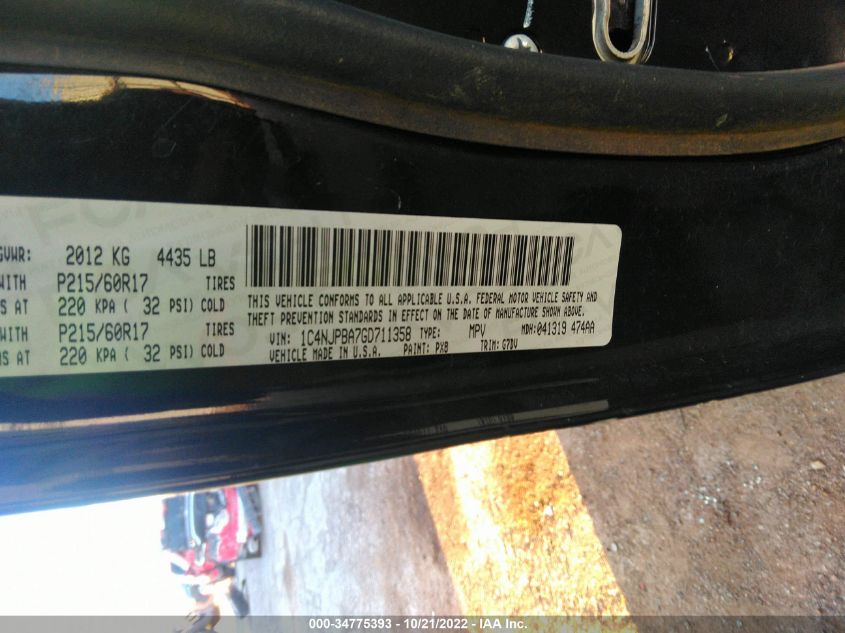 GVWR: 2012 KG 4435 LB
WITH P215/60R17 TIRES
AT 220 KPA ( 32 PSI) COLD
P215/60R17 TIRES
AT 220 KPA ( 32 PSI) COLD
THIS VEHICLE CONFORMS TO ALL APPLICABLE U.S.A. FEDERAL MOTOR VEHICLE SAFETY AND
THEFT PREVENTION STANDARDS IN EFFECT ON THE DATE OF MANUFACTURE SHOWN ABOVE.
VIN: 1C4NJPBA7GD711358 TYPE: MPV MDH: 041319 474AA
VEHICLE MADE IN U.S.A. PAINT: PX8 TRIM: G7DV
000-34775393 - 10/21/2022 - IAA Inc.